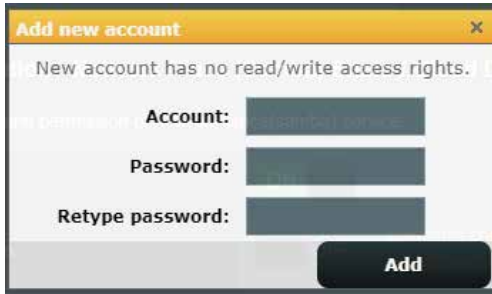 Add new account ×
New account has no read/write access rights.
Account:
Password:
Retype password:
Add